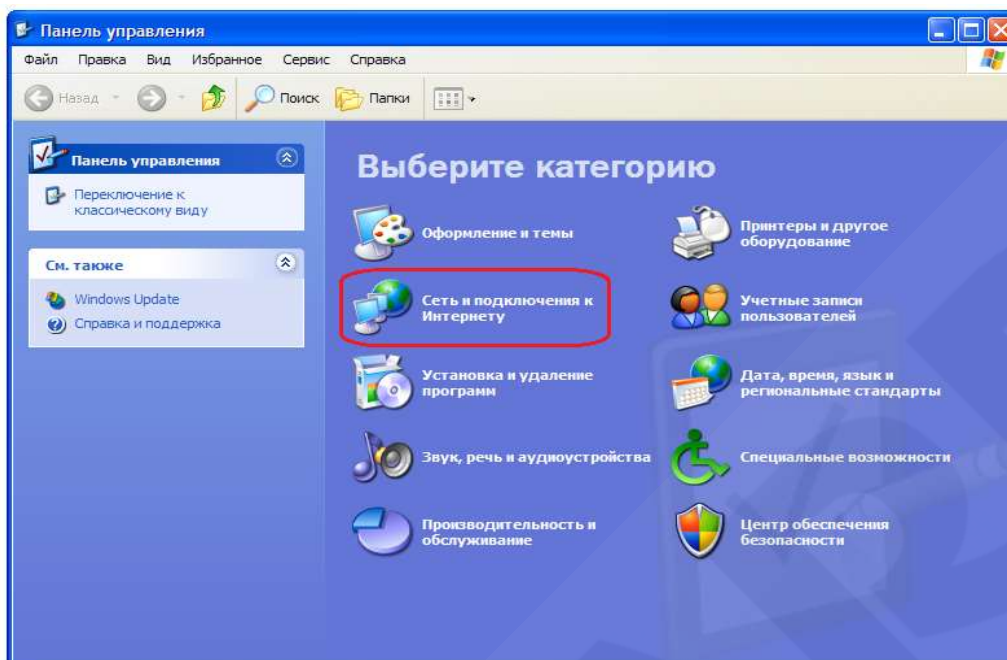 Панель управления
Файл Правка Вид Избранное Сервис Справка
Назад Поиск Папки
Панель управления
Переключение к
классическому виду
См. также
Windows Update
Справка и поддержка
Выберите категорию
Оформление и темы
Принтеры и другое
оборудование
Сеть и подключения к
Интернету
Учетные записи
пользователей
Установка и удаление
программ
Дата, время, язык и
региональные стандарты
Звук, речь и аудиоустройства
Специальные возможности
Производительность и
обслуживание
Центр обеспечения
безопасности